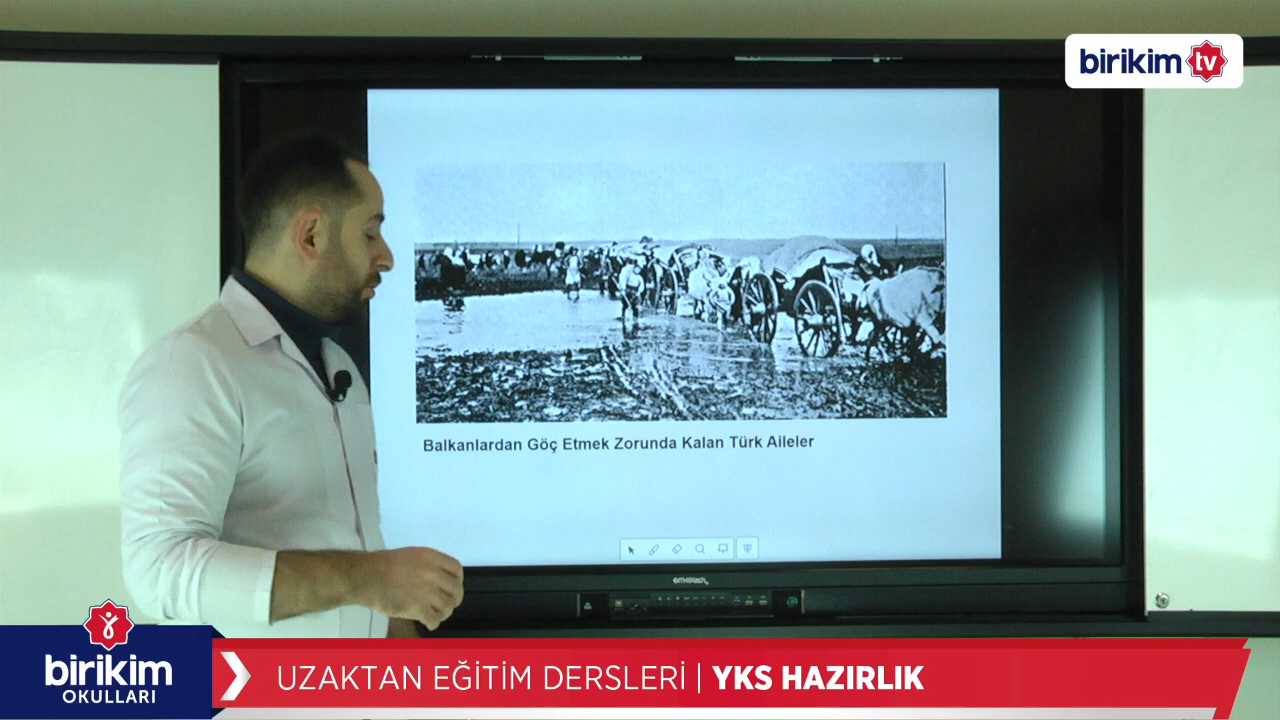 birikim tv
Balkanlardan Göç Etmek Zorunda Kalan Türk Aileler
birikim
OKULLARI
UZAKTAN EĞİTİM DERSLERİ | YKS HAZIRLIK